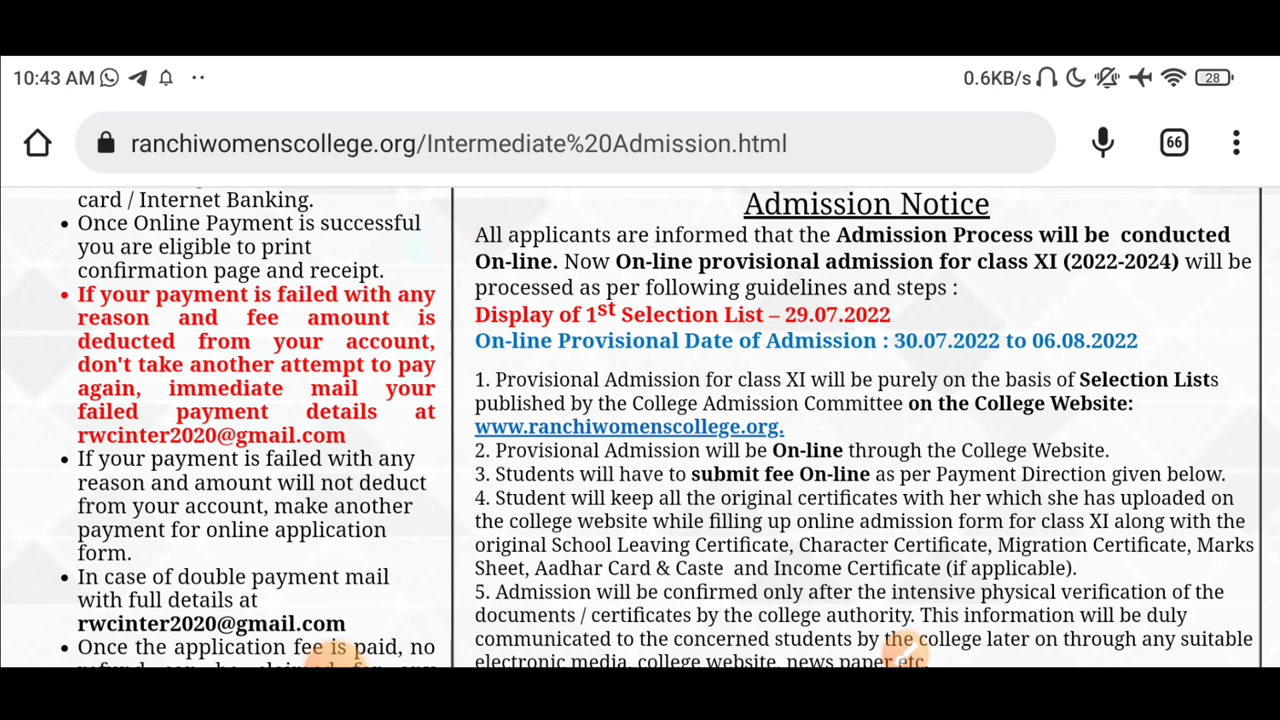 10:43 AM
0.6KB/s
28
ranchiwomenscollege.org/Intermediate%20Admission.html
66
card / Internet Banking.
• Once Online Payment is successful
you are eligible to print
confirmation page and receipt.
• If your payment is failed with any
reason and fee amount is
deducted from your account,
don't take another attempt to pay
again, immediate mail your
failed payment details at
rwcinter2020@gmail.com
• If your payment is failed with any
reason and amount will not deduct
from your account, make another
payment for online application
form.
• In case of double payment mail
with full details at
rwcinter2020@gmail.com
• Once the application fee is paid, no
Admission Notice
All applicants are informed that the Admission Process will be conducted
On-line. Now On-line provisional admission for class XI (2022-2024) will be
processed as per following guidelines and steps :
Display of 1st Selection List – 29.07.2022
On-line Provisional Date of Admission : 30.07.2022 to 06.08.2022
1. Provisional Admission for class XI will be purely on the basis of Selection Lists
published by the College Admission Committee on the College Website:
www.ranchiwomenscollege.org.
2. Provisional Admission will be On-line through the College Website.
3. Students will have to submit fee On-line as per Payment Direction given below.
4. Student will keep all the original certificates with her which she has uploaded on
the college website while filling up online admission form for class XI along with the
original School Leaving Certificate, Character Certificate, Migration Certificate, Marks
Sheet, Aadhar Card & Caste and Income Certificate (if applicable).
5. Admission will be confirmed only after the intensive physical verification of the
documents / certificates by the college authority. This information will be duly
communicated to the concerned students by the college later on through any suitable
electronic media, college website, news paper etc.